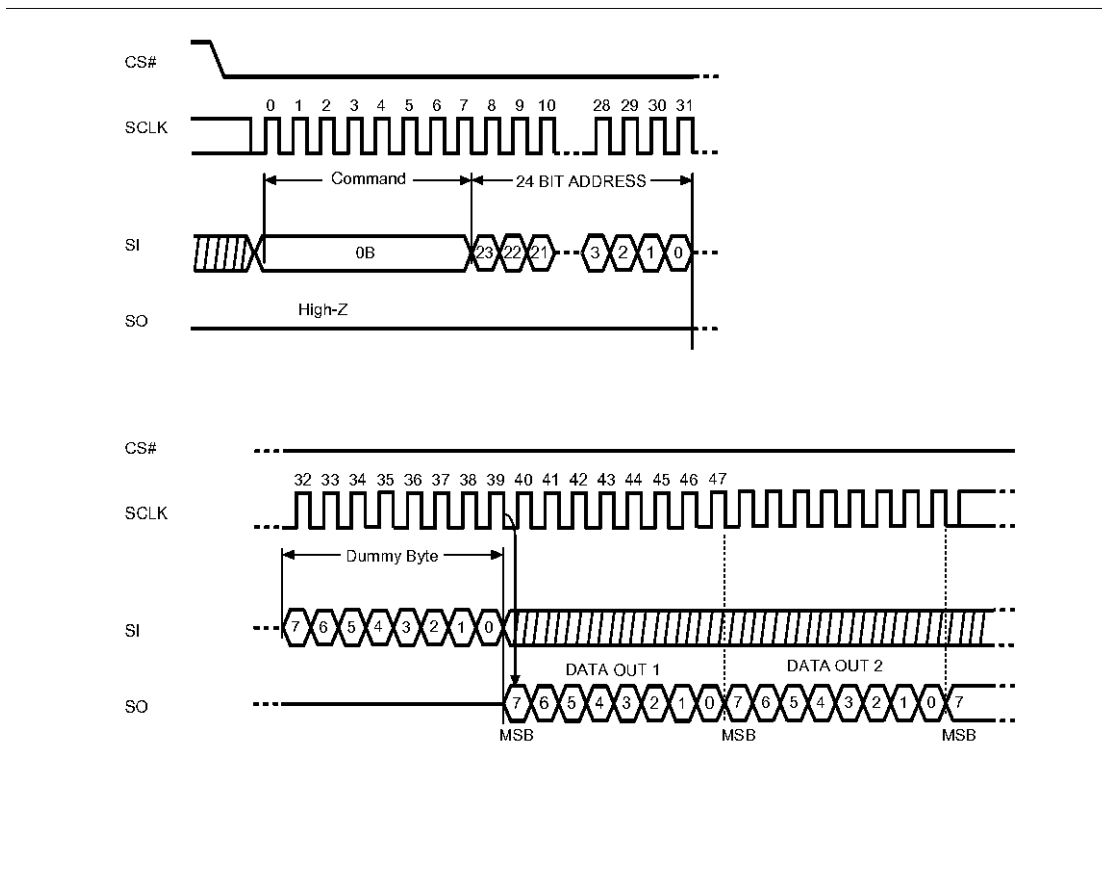 CS#
0 1 2 3 4 5 6 7 8 9 10 28 29 30 31
SCLK
Command 24 BIT ADDRESS
SI 0B 23 22 21 3 2 1 0
High-Z
SO
CS#
32 33 34 35 36 37 38 39 40 41 42 43 44 45 46 47
SCLK
Dummy Byte
SI 7 6 5 4 3 2 1 0
DATA OUT 1 DATA OUT 2
SO 7 6 5 4 3 2 1 0 7 6 5 4 3 2 1 0 7
MSB MSB MSB